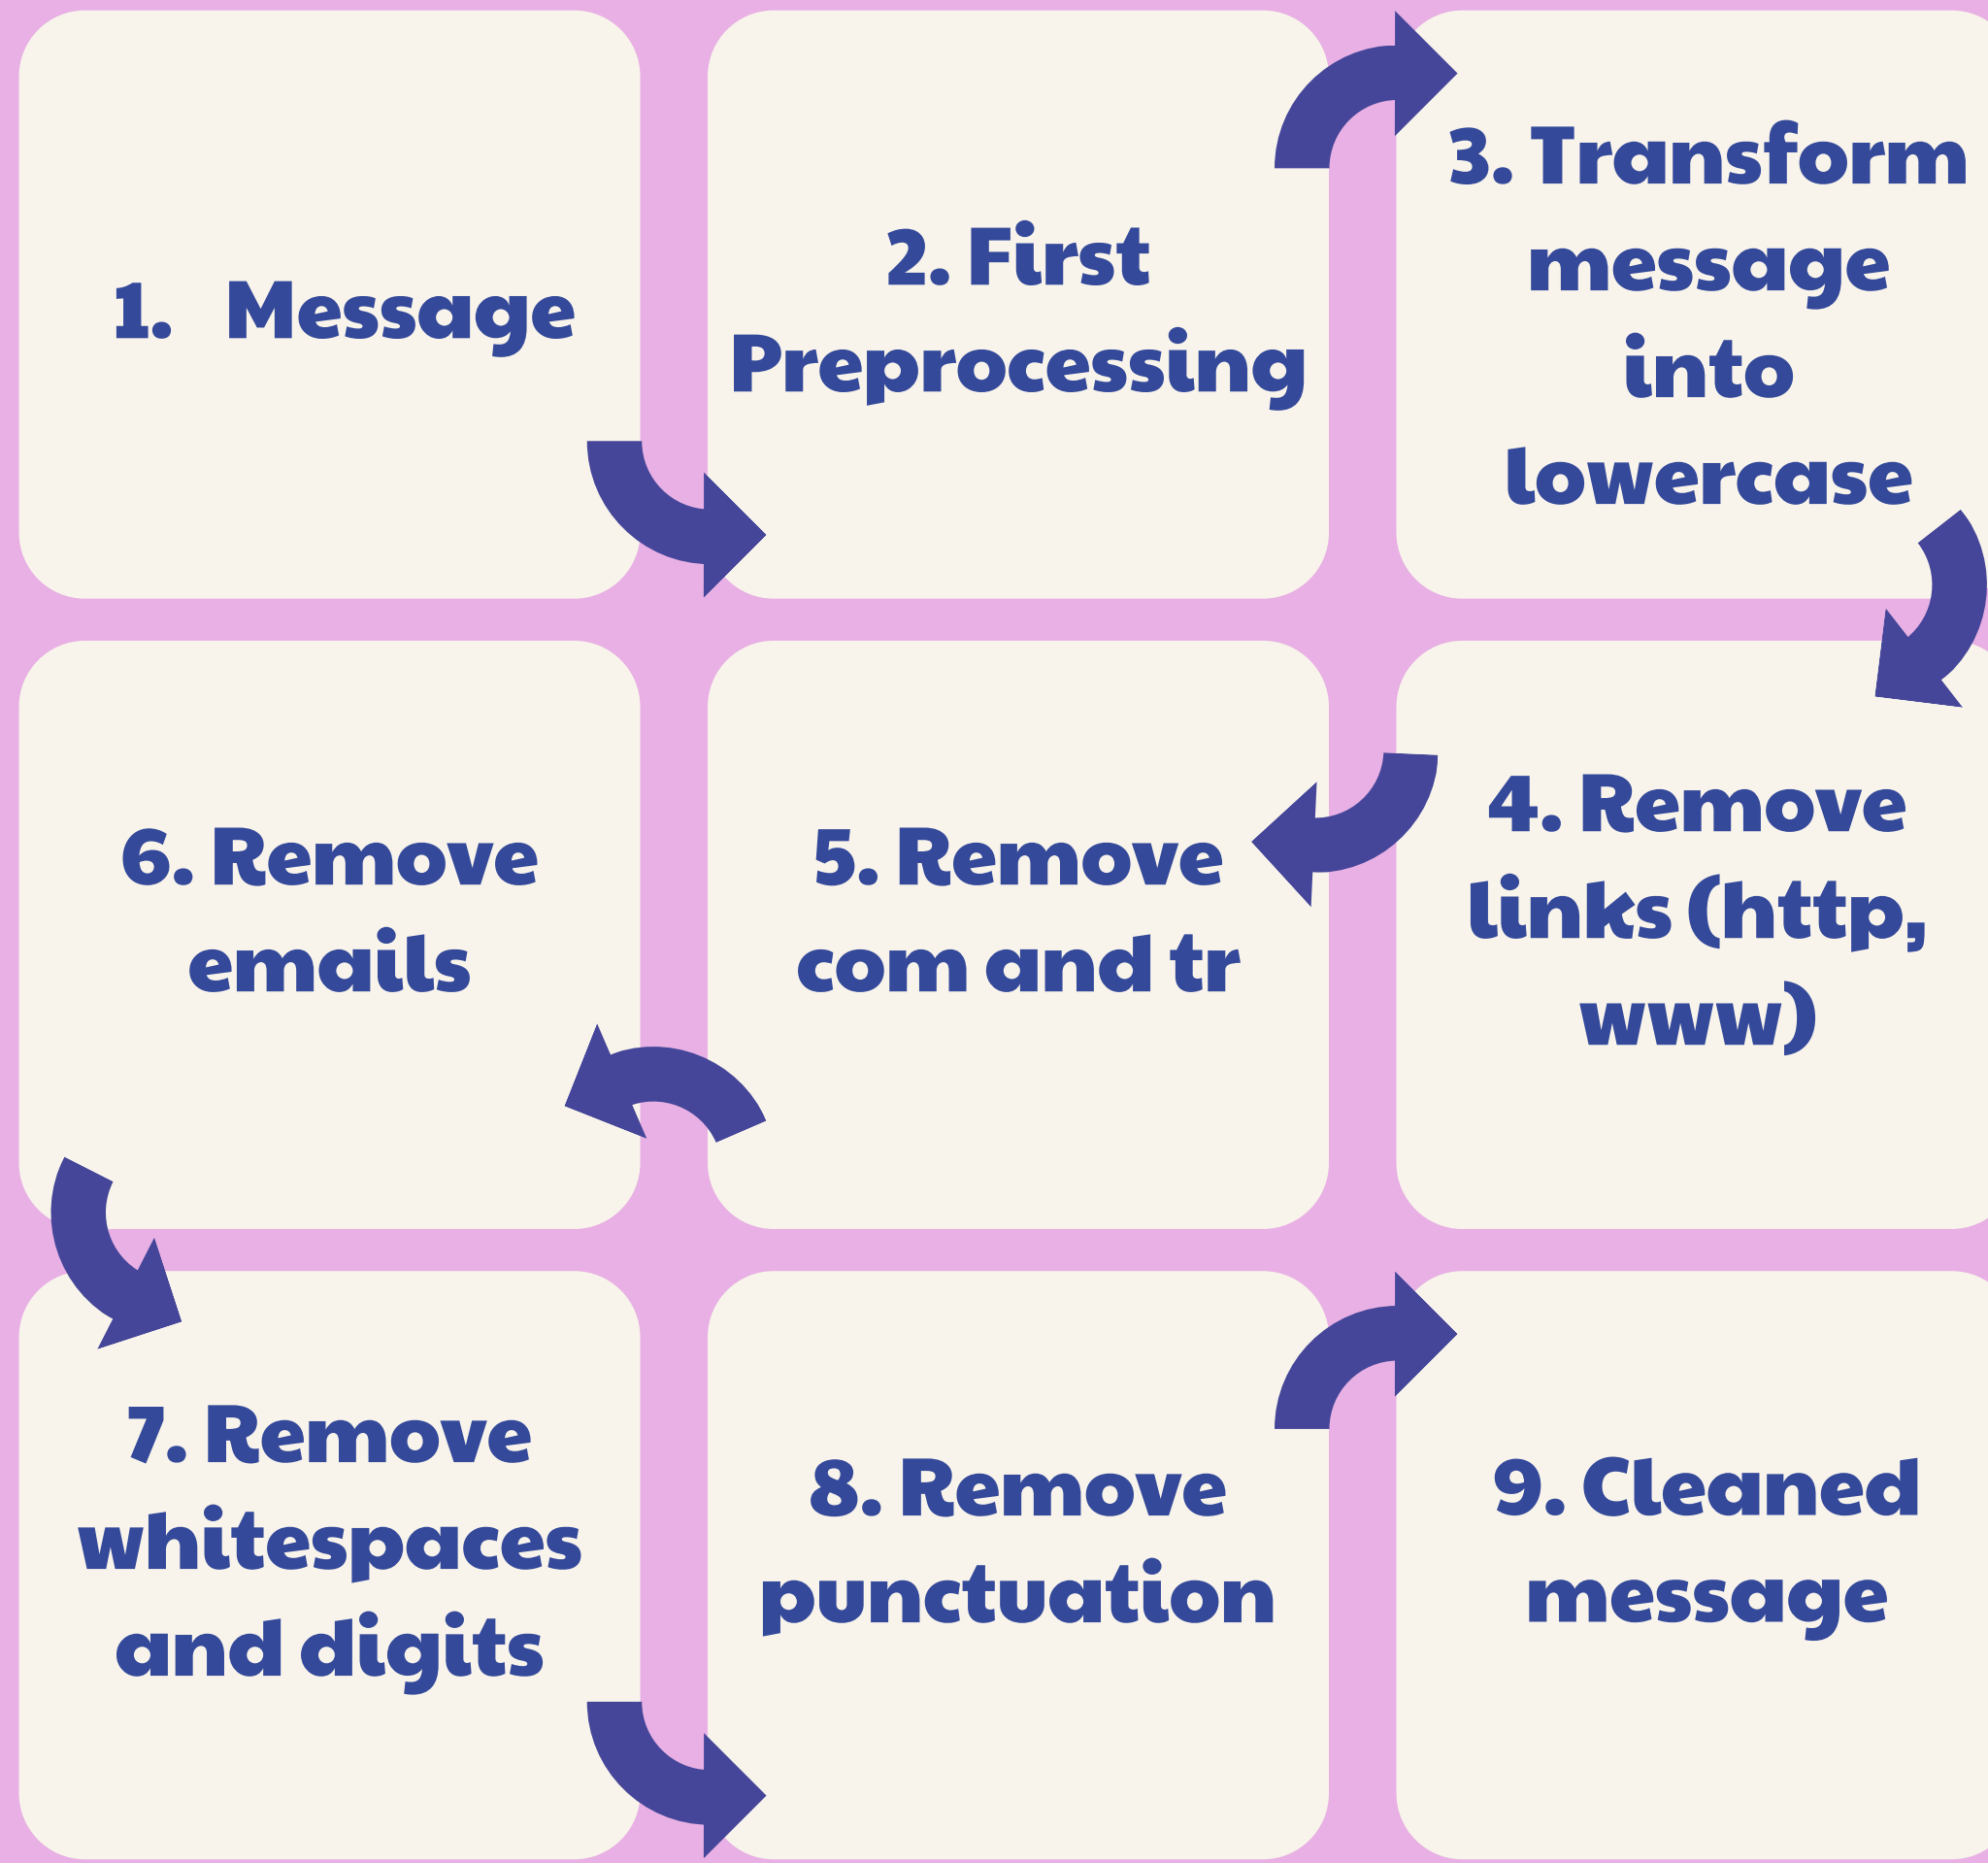 1. Message
2. First
Preprocessing
3. Transform
message
into
lowercase
4. Remove
links (http,
www)
5. Remove
com and tr
6. Remove
emails
7. Remove
whitespaces
and digits
8. Remove
punctuation
9. Cleaned
message